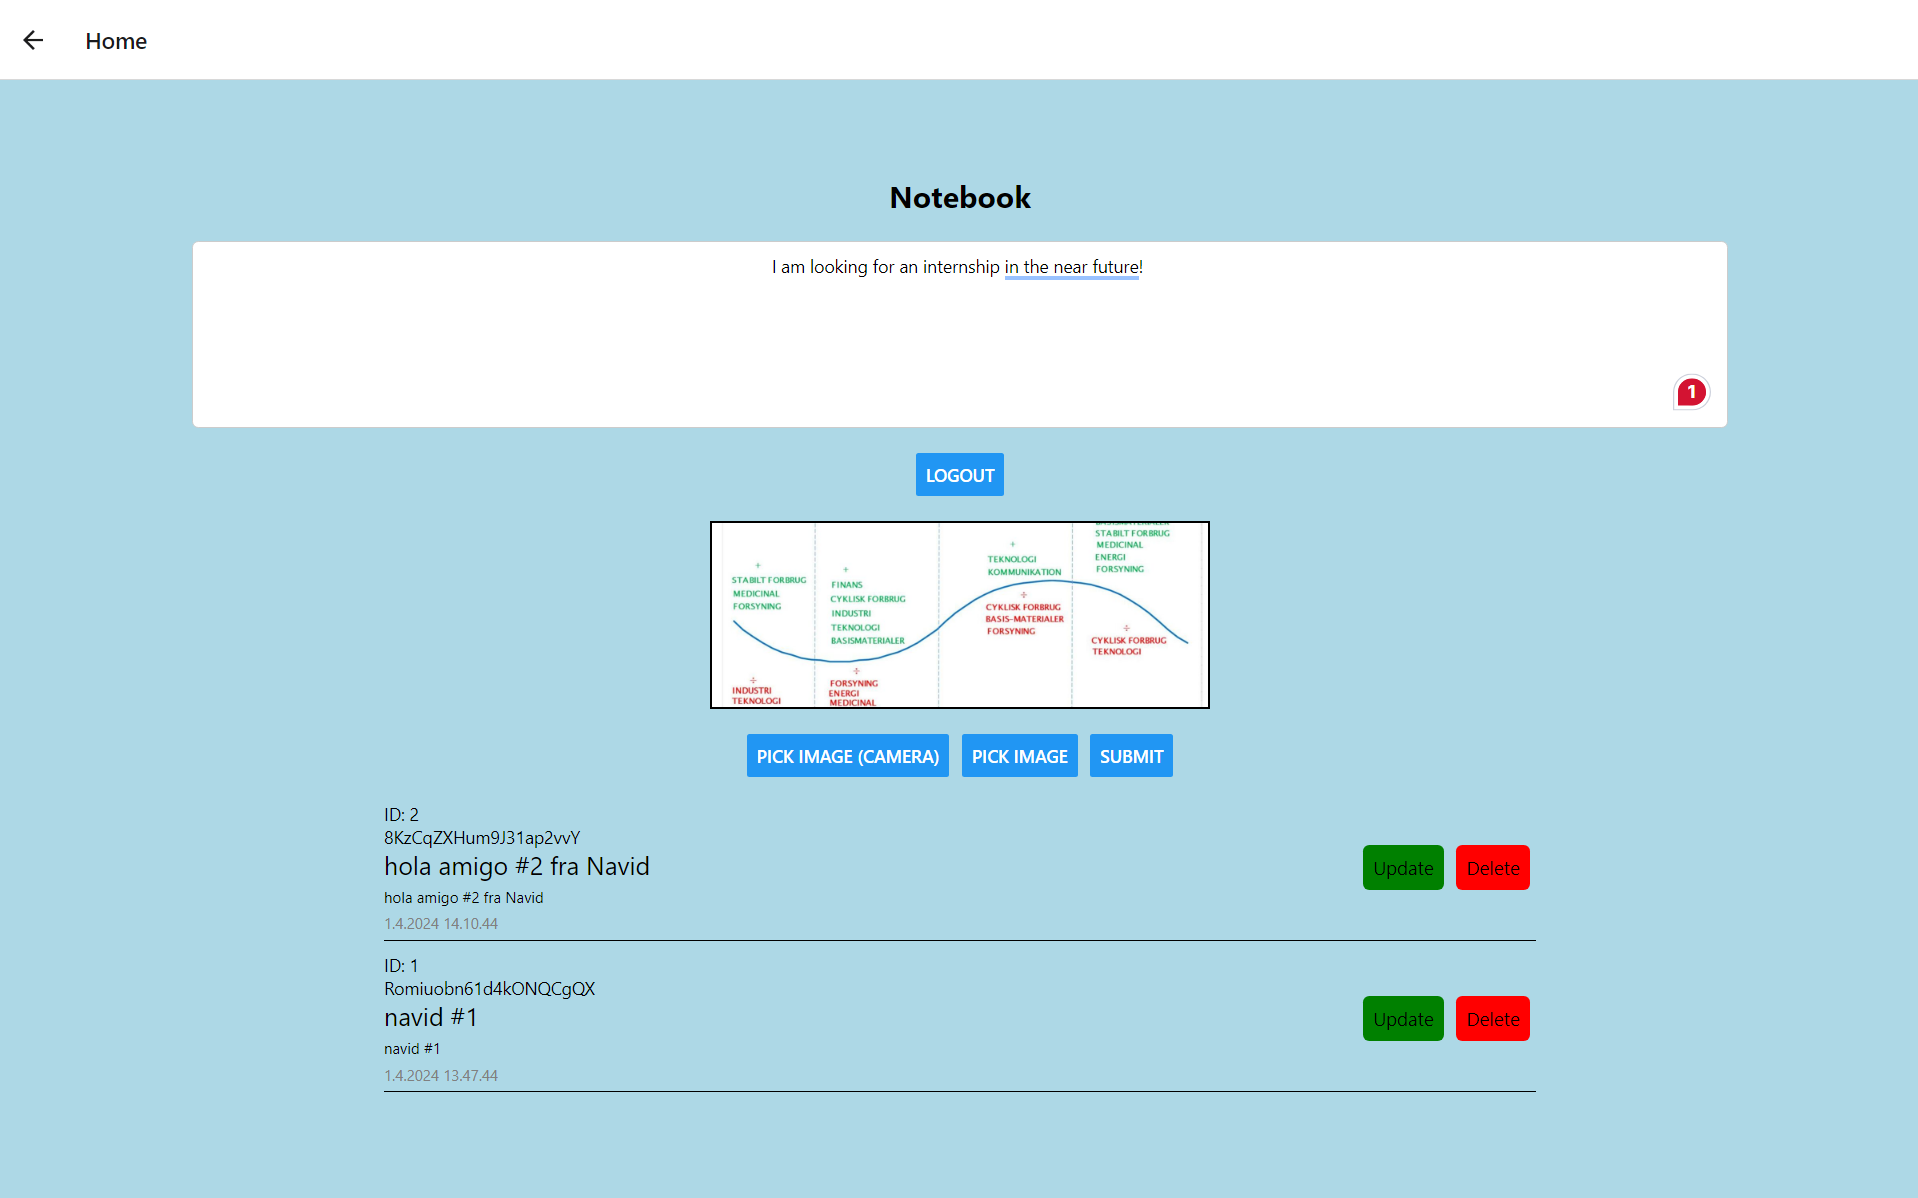 Home
Notebook
I am looking for an internship in the near future!
1
LOGOUT
+
STABILT FORBRUG
MEDICINAL
FORSYNING
÷
INDUSTRI
TEKNOLOGI
+
FINANS
CYKLISK FORBRUG
INDUSTRI
TEKNOLOGI
BASISMATERIALER
÷
FORSYNING
ENERGI
MEDICINAL
+
TEKNOLOGI
KOMMUNIKATION
÷
CYKLISK FORBRUG
BASIS-MATERIALER
FORSYNING
STABILT FORBRUG
MEDICINAL
ENERGI
FORSYNING
÷
CYKLISK FORBRUG
TEKNOLOGI
PICK IMAGE (CAMERA) PICK IMAGE SUBMIT
ID: 2
8KzCqZXHum9J31ap2vvY
hola amigo #2 fra Navid
Update Delete
hola amigo #2 fra Navid
1.4.2024 14.10.44
ID: 1
Romiuobn61d4kONQCgQX
navid #1
Update Delete
navid #1
1.4.2024 13.47.44